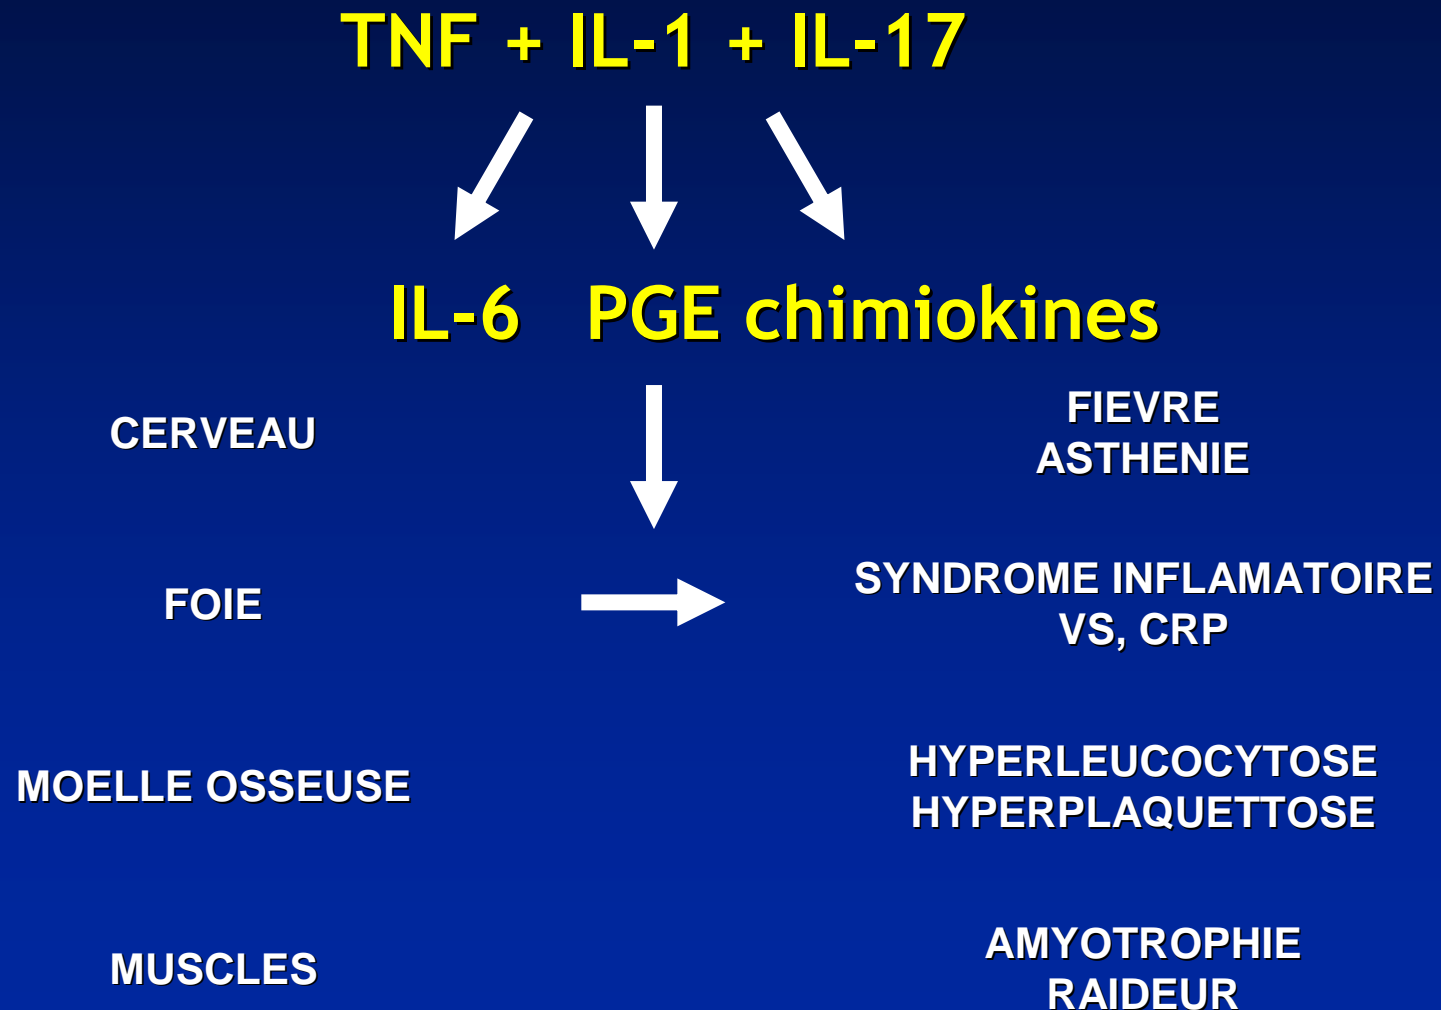 TNF + IL-1 + IL-17
IL-6 PGE chimiokines
CERVEAU
FIEVRE
ASTHENIE
FOIE
SYNDROME INFLAMATOIRE
VS, CRP
MOELLE OSSEUSE
HYPERLEUCOCYTOSE
HYPERPLAQUETTOSE
MUSCLES
AMYOTROPHIE
RAIDEUR